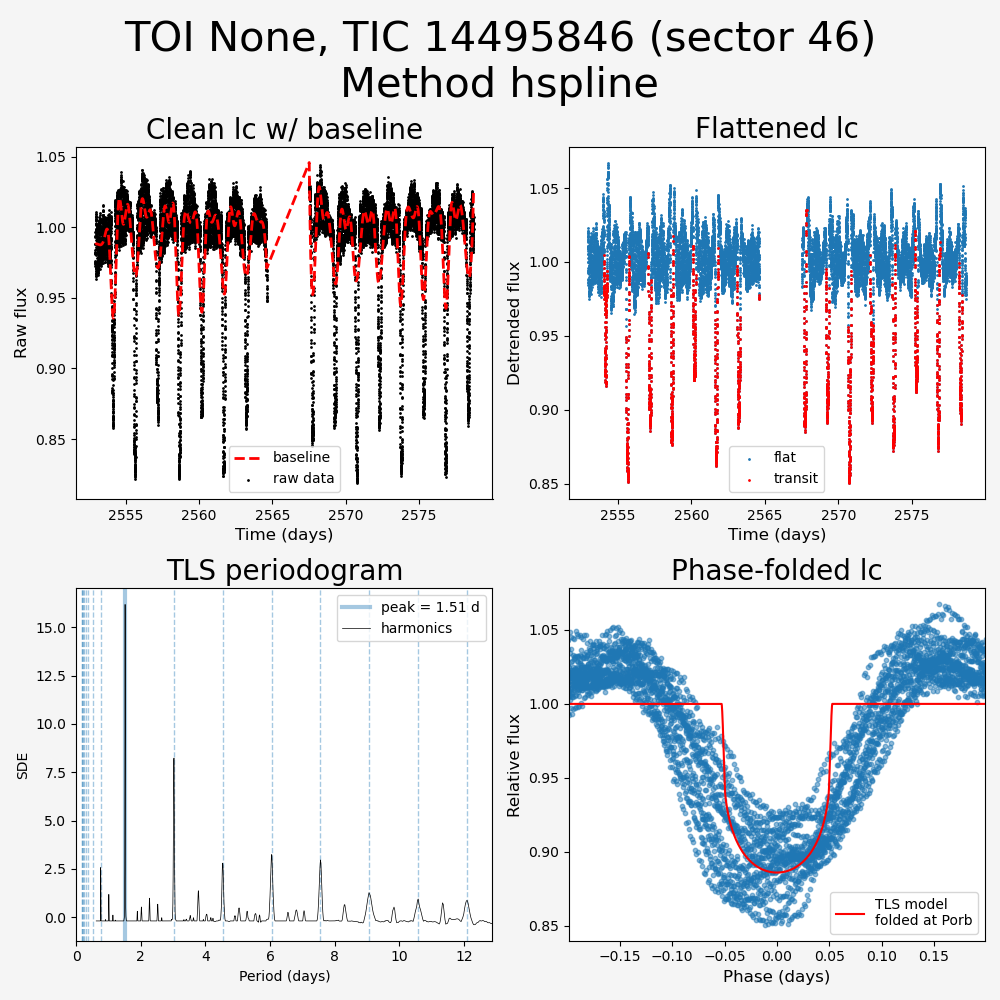 TOI None, TIC 14495846 (sector 46)
Method hspline
Clean lc w/ baseline
Flattened lc
1.05
1.00
0.95
0.90
0.85
Raw flux
baseline
raw data
2555 2560 2565 2570 2575
Time (days)
1.05
1.00
0.95
0.90
0.85
Detrended flux
flat
transit
2555 2560 2565 2570 2575
Time (days)
TLS periodogram
Phase-folded lc
15.0
12.5
10.0
7.5
5.0
2.5
0.0
SDE
peak = 1.51 d
harmonics
0 2 4 6 8 10 12
Period (days)
1.05
1.00
0.95
0.90
0.85
Relative flux
TLS model
folded at Porb
−0.15 −0.10 −0.05 0.00 0.05 0.10 0.15
Phase (days)